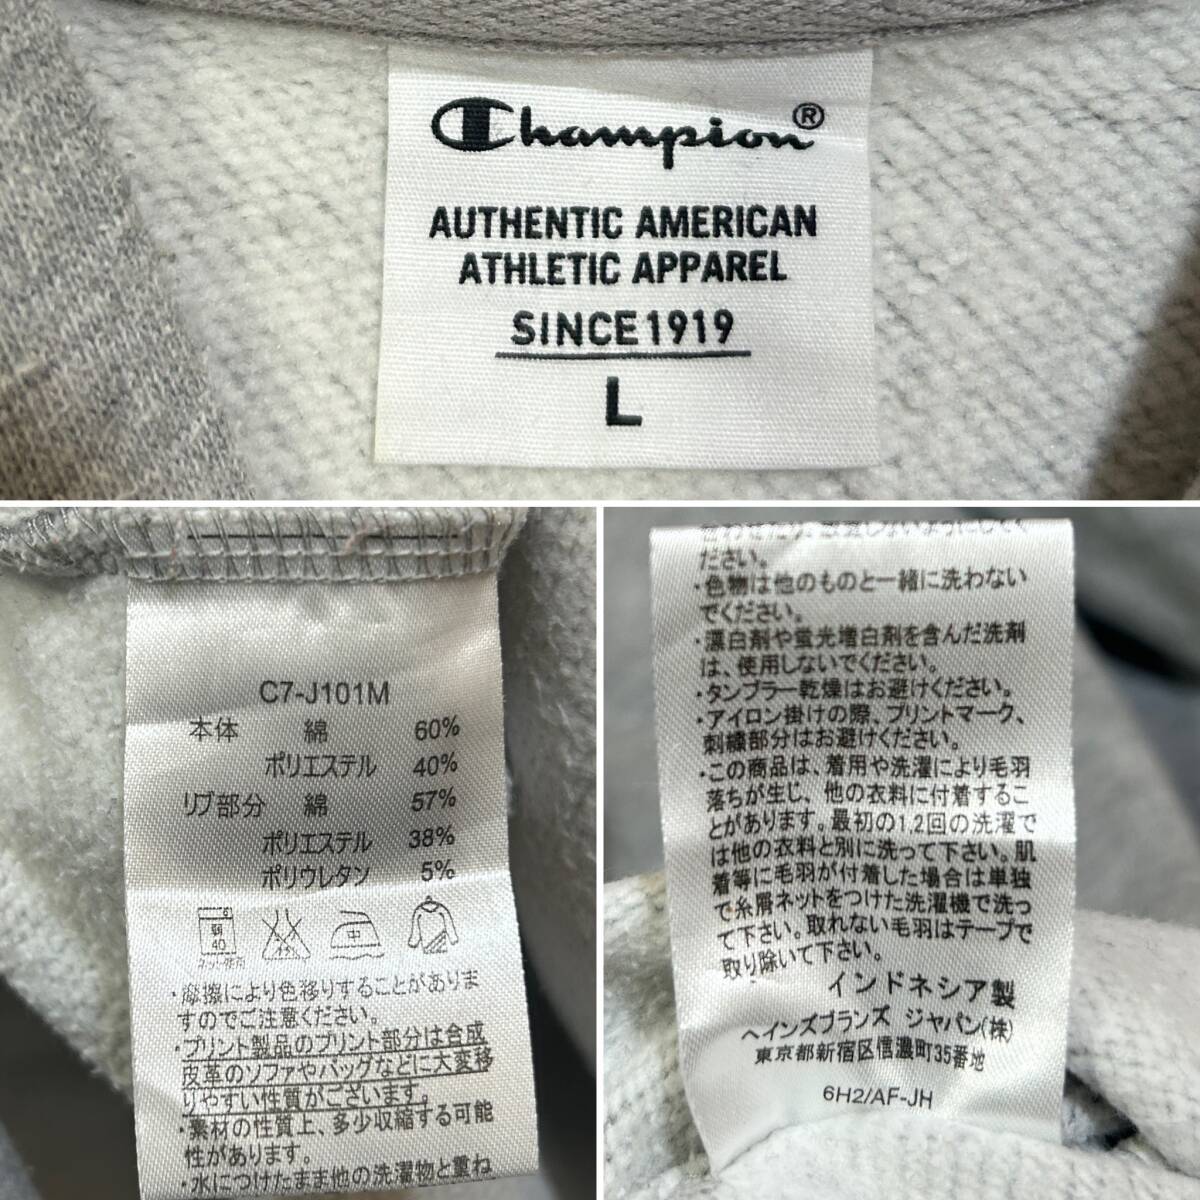 Champion®
AUTHENTIC AMERICAN
ATHLETIC APPAREL
SINCE 1919
L
C7-J101M
本体 綿 60%
ポリエステル 40%
リブ部分 綿 57%
ポリエステル 38%
ポリウレタン 5%
弱 40 中
ネット使用
・摩擦により色移りすることがありま
すのでご注意ください。
・プリント製品のプリント部分は合成
皮革のソファやバッグなどに大変移
りやすい性質がございます。
・素材の性質上、多少収縮する可能
性があります。
・水につけたまま他の洗濯物と重ね
ださい。
・色物は他のものと一緒に洗わない
でください。
・漂白剤や蛍光増白剤を含んだ洗剤
は、使用しないでください。
・タンブラー乾燥はお避けください。
・アイロン掛けの際、プリントマーク、
刺繍部分はお避けください。
・この商品は、着用や洗濯により毛羽
落ちが生じ、他の衣料に付着するこ
とがあります。最初の1,2回の洗濯で
は他の衣料と別に洗って下さい。肌
着等に毛羽が付着した場合は単独
で糸屑ネットをつけた洗濯機で洗っ
て下さい。取れない毛羽はテープで
取り除いて下さい。
インドネシア製
ヘインズブランズ ジャパン(株)
東京都新宿区信濃町35番地
6H2/AF-JH